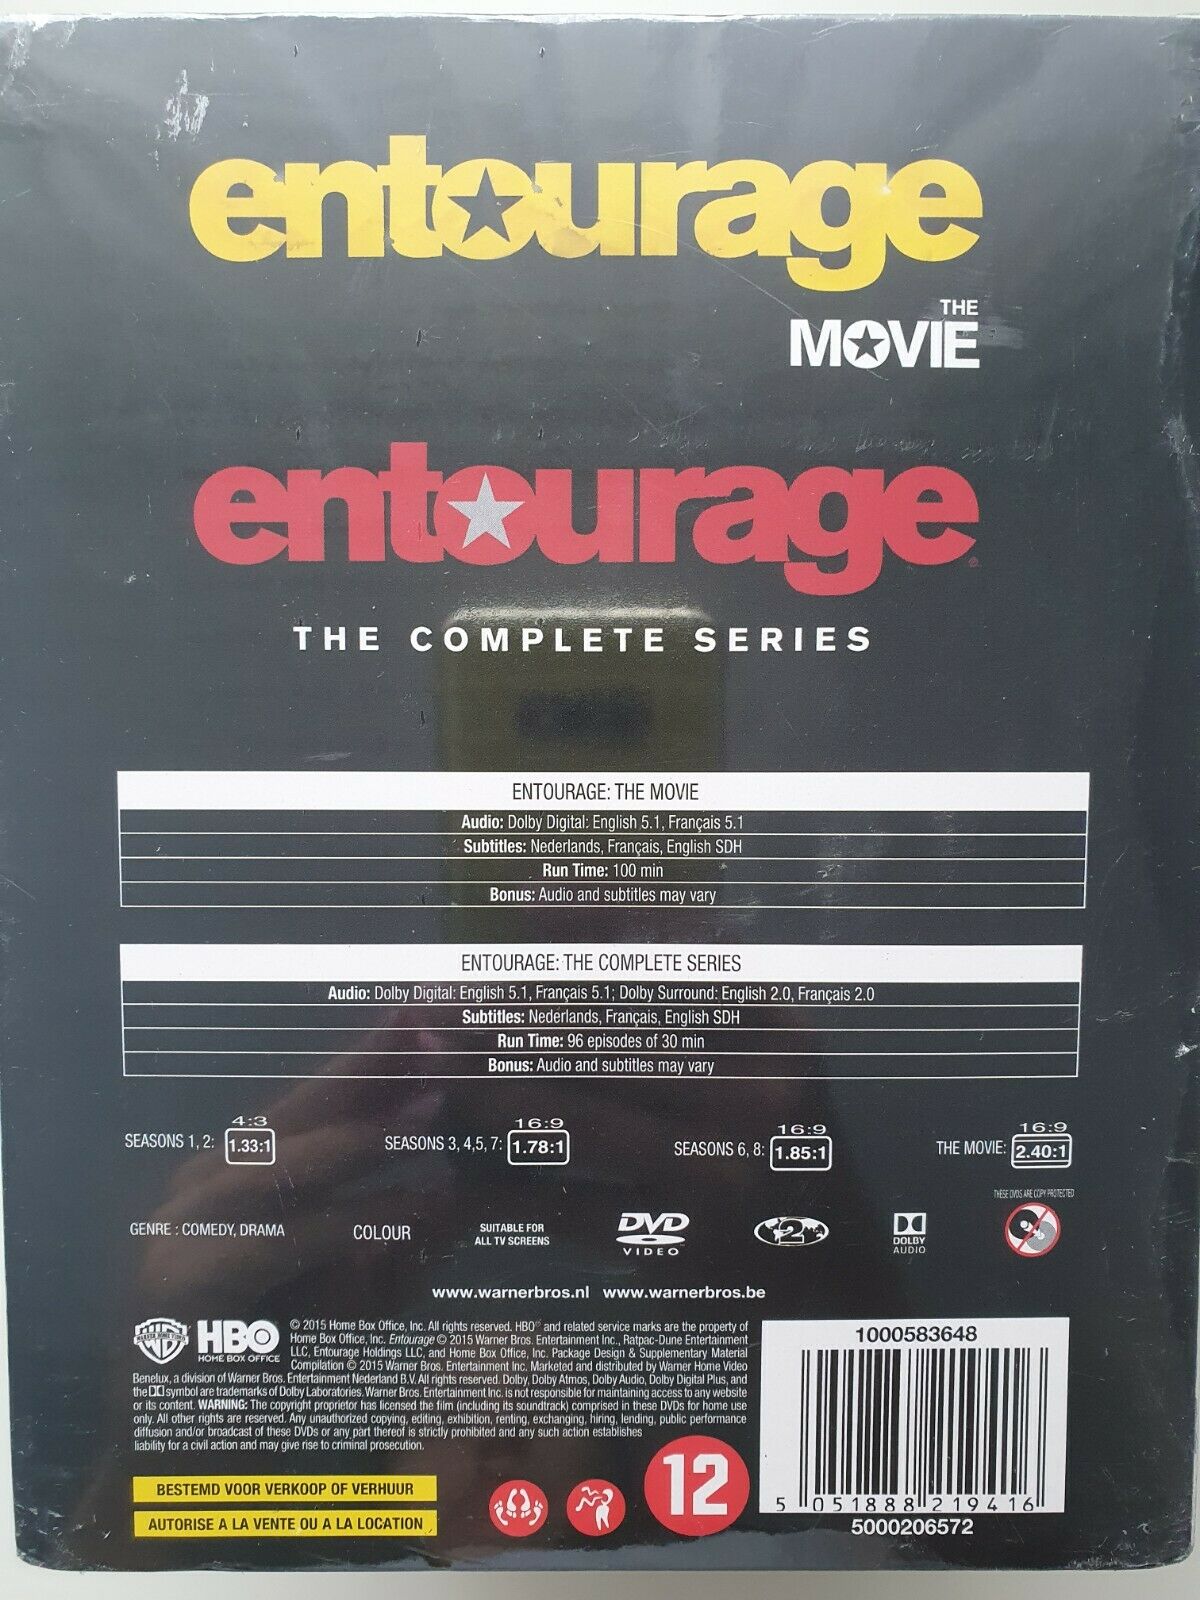 entourage
THE
MOVIE
entourage®
THE COMPLETE SERIES
ENTOURAGE: THE MOVIE
Audio: Dolby Digital: English 5.1, Français 5.1
Subtitles: Nederlands, Français, English SDH
Run Time: 100 min
Bonus: Audio and subtitles may vary
ENTOURAGE: THE COMPLETE SERIES
Audio: Dolby Digital: English 5.1, Français 5.1; Dolby Surround: English 2.0, Français 2.0
Subtitles: Nederlands, Français, English SDH
Run Time: 96 episodes of 30 min
Bonus: Audio and subtitles may vary
4:3
SEASONS 1, 2: 1.33:1
16:9
SEASONS 3, 4,5, 7: 1.78:1
16:9
SEASONS 6, 8: 1.85:1
16:9
THE MOVIE: 2.40:1
THESE DVDS ARE COPY PROTECTED
GENRE : COMEDY, DRAMA
COLOUR
SUITABLE FOR
ALL TV SCREENS
DVD
VIDEO
2
DOLBY
AUDIO
www.warnerbros.nl www.warnerbros.be
WB
WARNER HOME VIDEO
HBO
HOME BOX OFFICE
© 2015 Home Box Office, Inc. All rights reserved. HBO® and related service marks are the property of
Home Box Office, Inc. Entourage © 2015 Warner Bros. Entertainment Inc., Ratpac-Dune Entertainment
LLC, Entourage Holdings LLC, and Home Box Office, Inc. Package Design & Supplementary Material
Compilation © 2015 Warner Bros. Entertainment Inc. Marketed and distributed by Warner Home Video
Benelux, a division of Warner Bros. Entertainment Nederland B.V. All rights reserved. Dolby, Dolby Atmos, Dolby Audio, Dolby Digital Plus, and
the symbol are trademarks of Dolby Laboratories. Warner Bros. Entertainment Inc. is not responsible for maintaining access to any website
or its content. WARNING: The copyright proprietor has licensed the film (including its soundtrack) comprised in these DVDs for home use
only. All other rights are reserved. Any unauthorized copying, editing, exhibition, renting, exchanging, hiring, lending, public performance
diffusion and/or broadcast of these DVDs or any part thereof is strictly prohibited and any such action establishes
liability for a civil action and may give rise to criminal prosecution.
BESTEMD VOOR VERKOOP OF VERHUUR
AUTORISE A LA VENTE OU A LA LOCATION
12
1000583648
5 051888 219416
5000206572